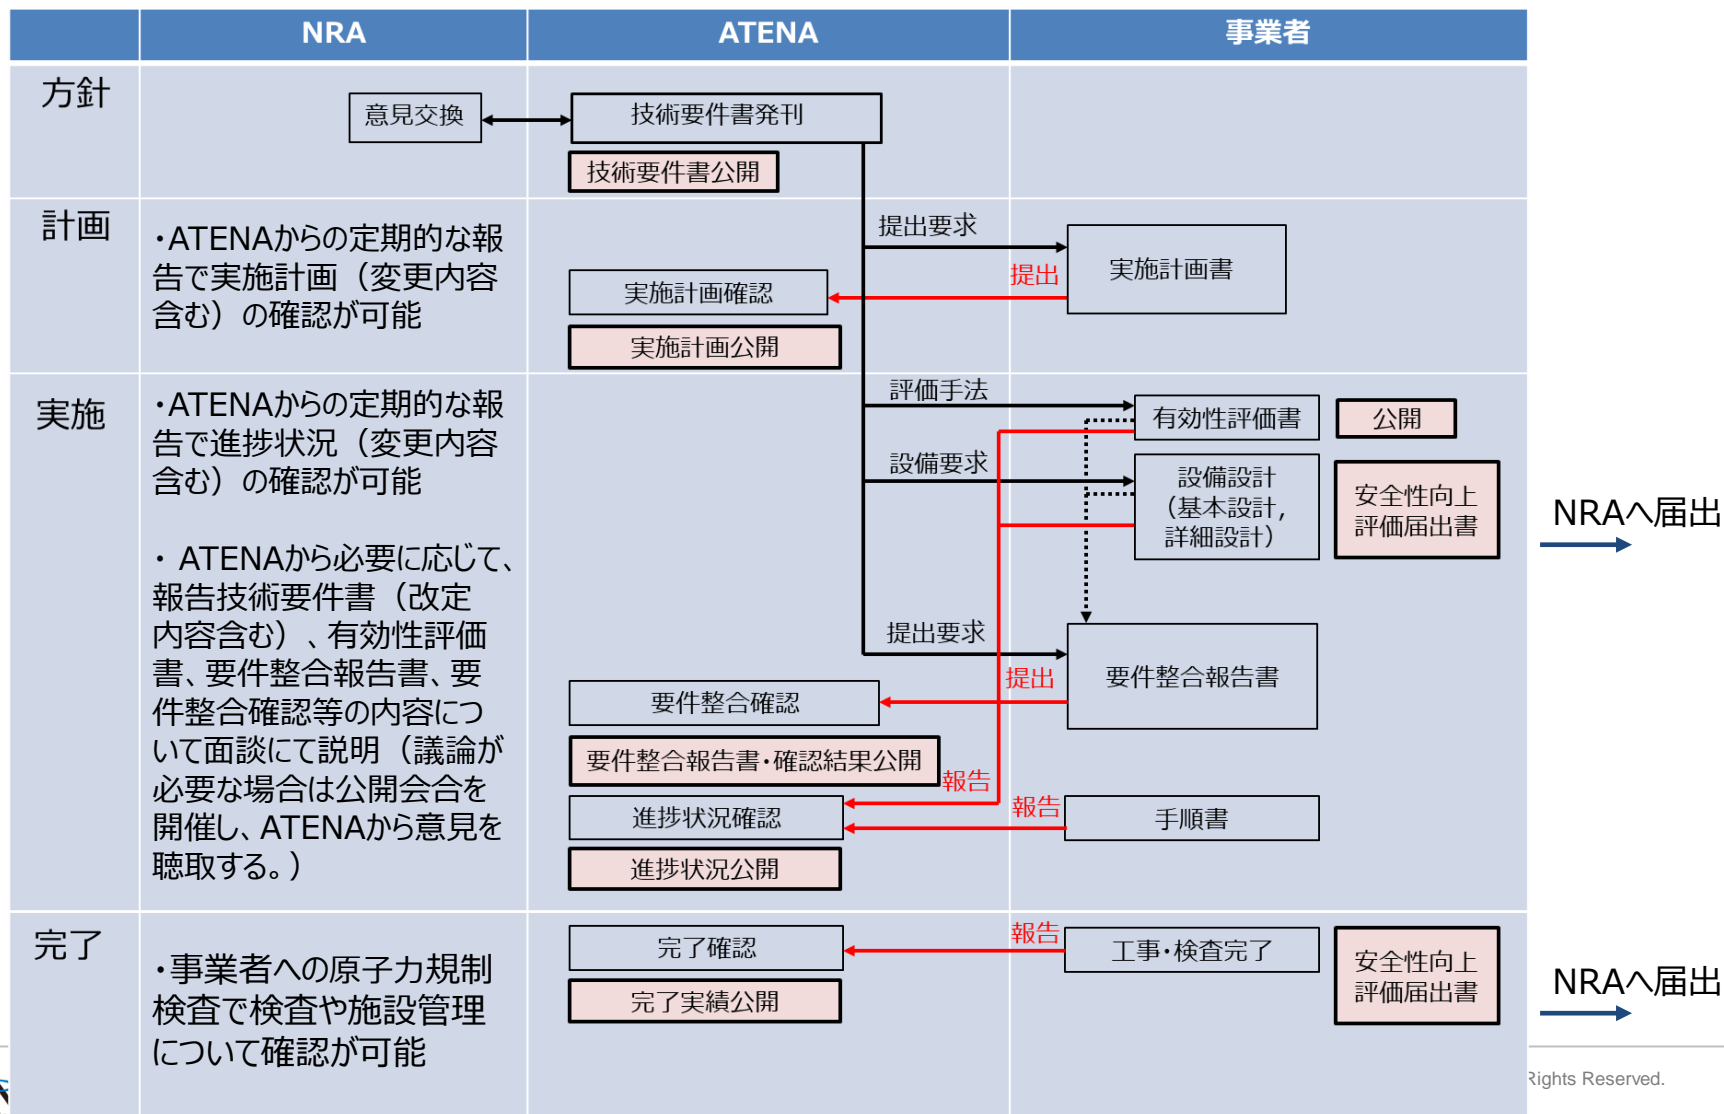 NRA
ATENA
事業者
方針
意見交換
技術要件書発刊
技術要件書公開
計画
・ATENAからの定期的な報
告で実施計画（変更内容
含む）の確認が可能
提出要求
実施計画書
提出
実施計画確認
実施計画公開
実施
・ATENAからの定期的な報
告で進捗状況（変更内容
含む）の確認が可能
・ ATENAから必要に応じて、
報告技術要件書（改定
内容含む）、有効性評価
書、要件整合報告書、要
件整合確認等の内容につ
いて面談にて説明（議論が
必要な場合は公開会合を
開催し、ATENAから意見を
聴取する。）
評価手法
有効性評価書
公開
設備要求
設備設計
（基本設計,
詳細設計）
安全性向上
評価届出書
NRAへ届出
提出要求
要件整合報告書
提出
要件整合確認
要件整合報告書・確認結果公開
報告
進捗状況確認
報告
手順書
進捗状況公開
完了
・事業者への原子力規制
検査で検査や施設管理
について確認が可能
完了確認
報告
工事・検査完了
完了実績公開
安全性向上
評価届出書
NRAへ届出
Rights Reserved.